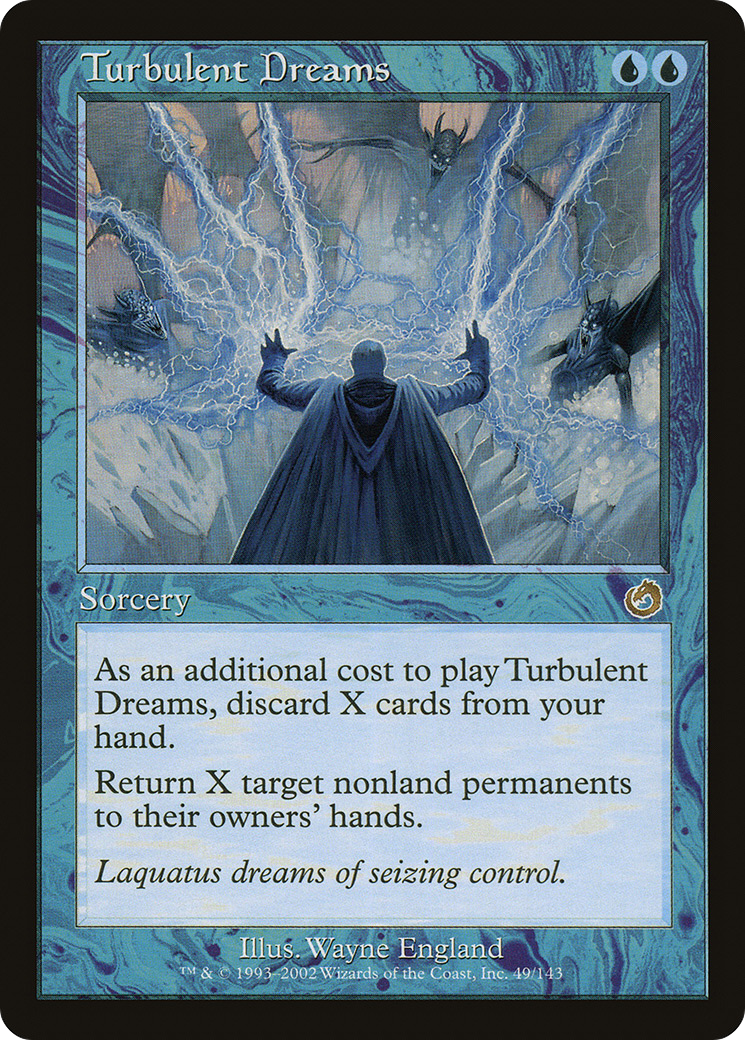 Turbulent Dreams
Sorcery
As an additional cost to play Turbulent
Dreams, discard X cards from your
hand.
Return X target nonland permanents
to their owners' hands.
Laquatus dreams of seizing control.
Illus. Wayne England
™ & © 1993–2002 Wizards of the Coast, Inc. 49/143